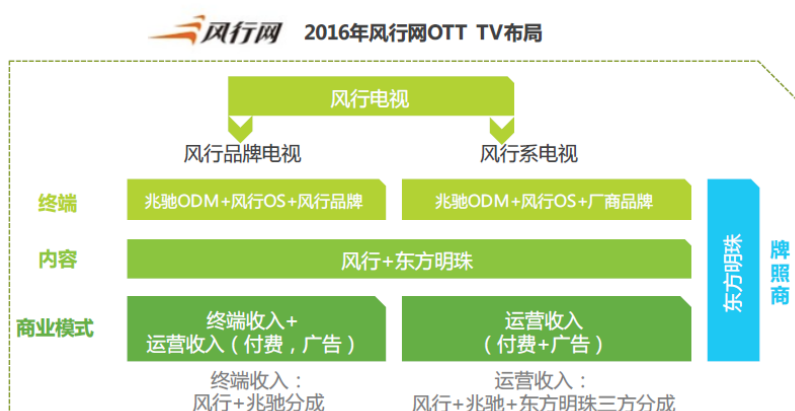 风行网 2016年风行网OTT TV布局
风行电视
风行品牌电视 风行系电视
终端 兆驰ODM+风行OS+风行品牌 兆驰ODM+风行OS+厂商品牌
内容 风行+东方明珠
商业模式 终端收入+
运营收入（付费，广告）
运营收入
（付费+广告）
东方明珠
牌照商
终端收入：
风行+兆驰分成
运营收入：
风行+兆驰+东方明珠三方分成